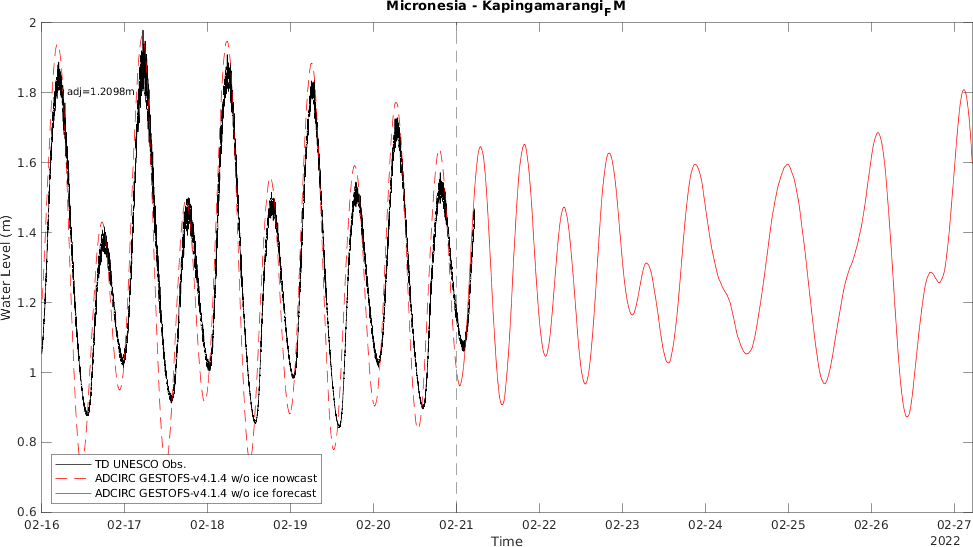 Micronesia - Kapingamarangi_FM
2
1.8
1.6
1.4
1.2
1
0.8
0.6
Water Level (m)
adj=1.2098m
TD UNESCO Obs.
ADCIRC GESTOFS-v4.1.4 w/o ice nowcast
ADCIRC GESTOFS-v4.1.4 w/o ice forecast
02-16 02-17 02-18 02-19 02-20 02-21 02-22 02-23 02-24 02-25 02-26 02-27
Time
2022